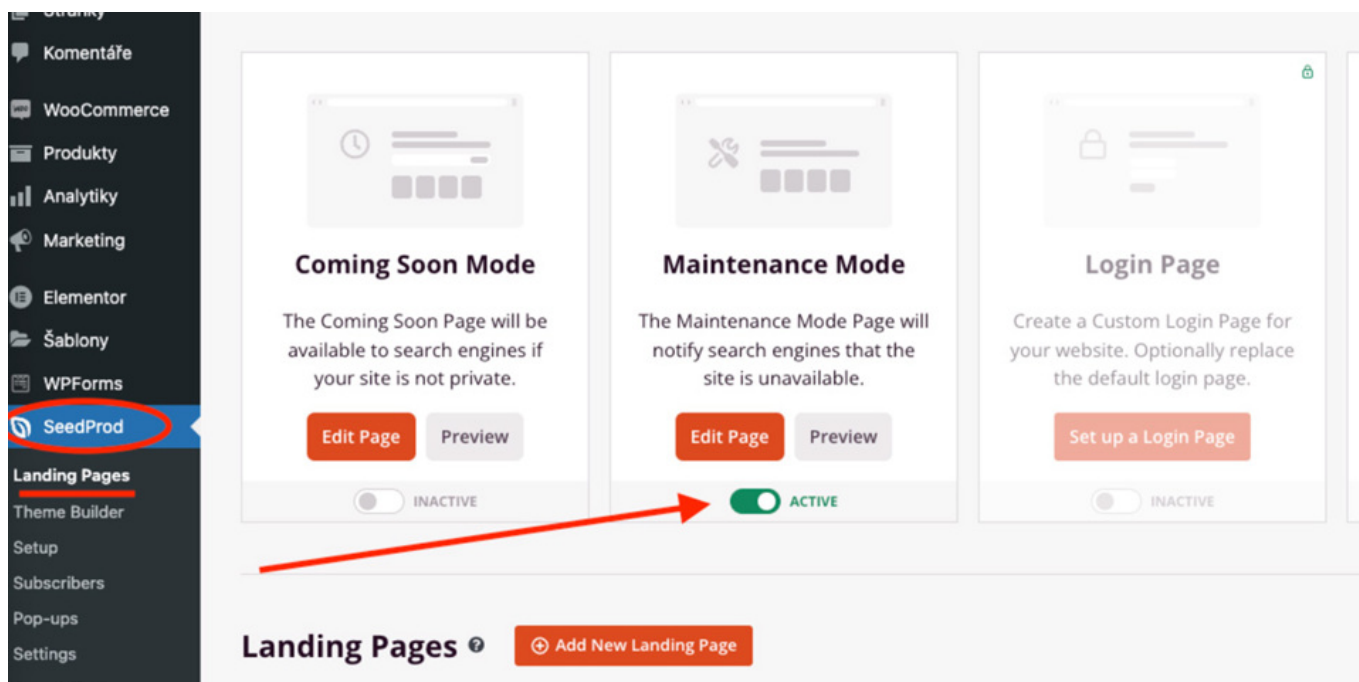 Stránky
Komentáře
WooCommerce
Produkty
Analytiky
Marketing
Elementor
Šablony
WPForms
SeedProd
Landing Pages
Theme Builder
Setup
Subscribers
Pop-ups
Settings
Coming Soon Mode
The Coming Soon Page will be
available to search engines if
your site is not private.
Edit Page Preview
INACTIVE
Maintenance Mode
The Maintenance Mode Page will
notify search engines that the
site is unavailable.
Edit Page Preview
ACTIVE
Login Page
Create a Custom Login Page for
your website. Optionally replace
the default login page.
Set up a Login Page
INACTIVE
Landing Pages
Add New Landing Page